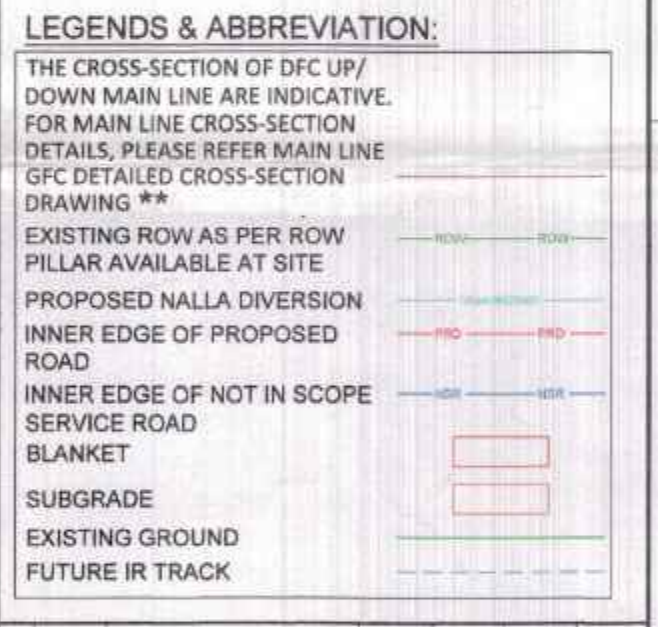 LEGENDS & ABBREVIATION:
THE CROSS-SECTION OF DFC UP/
DOWN MAIN LINE ARE INDICATIVE.
FOR MAIN LINE CROSS-SECTION
DETAILS, PLEASE REFER MAIN LINE
GFC DETAILED CROSS-SECTION
DRAWING **
EXISTING ROW AS PER ROW
ROW ROW
PILLAR AVAILABLE AT SITE
PROPOSED NALLA DIVERSION
INNER EDGE OF PROPOSED
PRO PRO
ROAD
INNER EDGE OF NOT IN SCOPE
NSR NSR
SERVICE ROAD
BLANKET
SUBGRADE
EXISTING GROUND
FUTURE IR TRACK